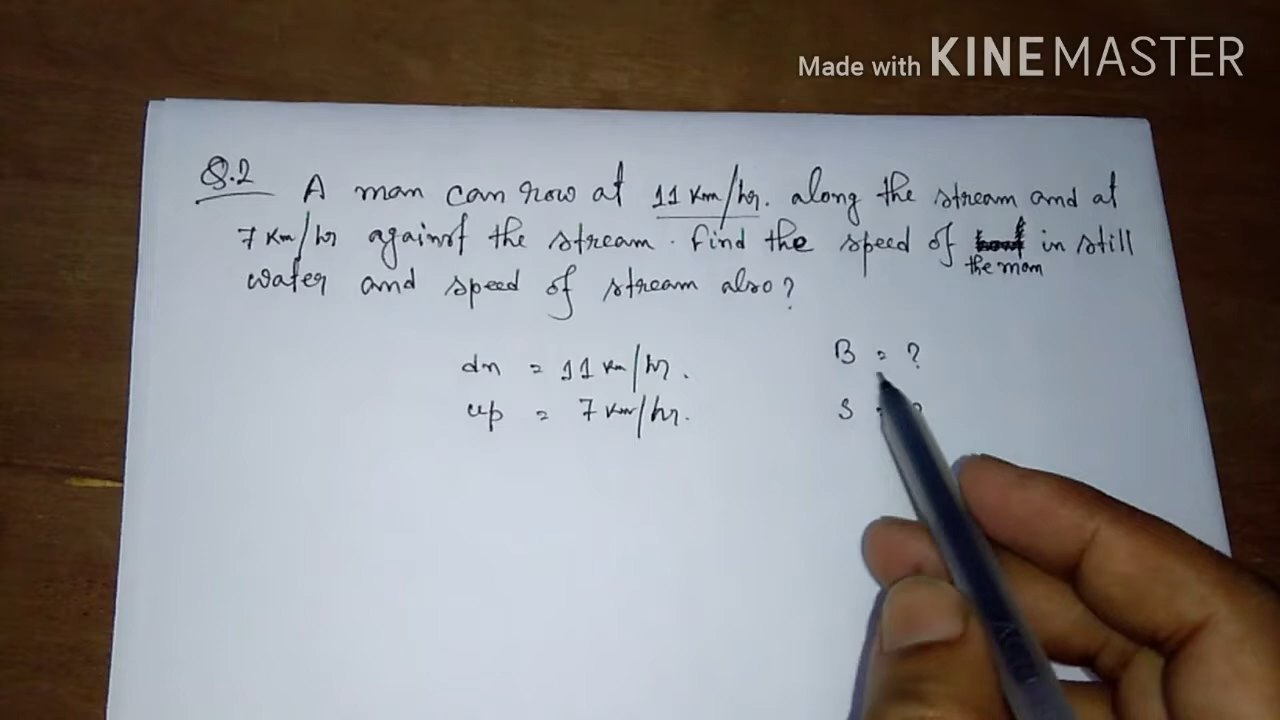 Made with KINEMASTER
Q.2 A man can row at 11 Km/hr. along the stream and at
7 Km/hr against the stream. Find the speed of in still
the man
water and speed of stream also?
dn = 11 km/hr. B = ?
up = 7 km/hr. S = ?